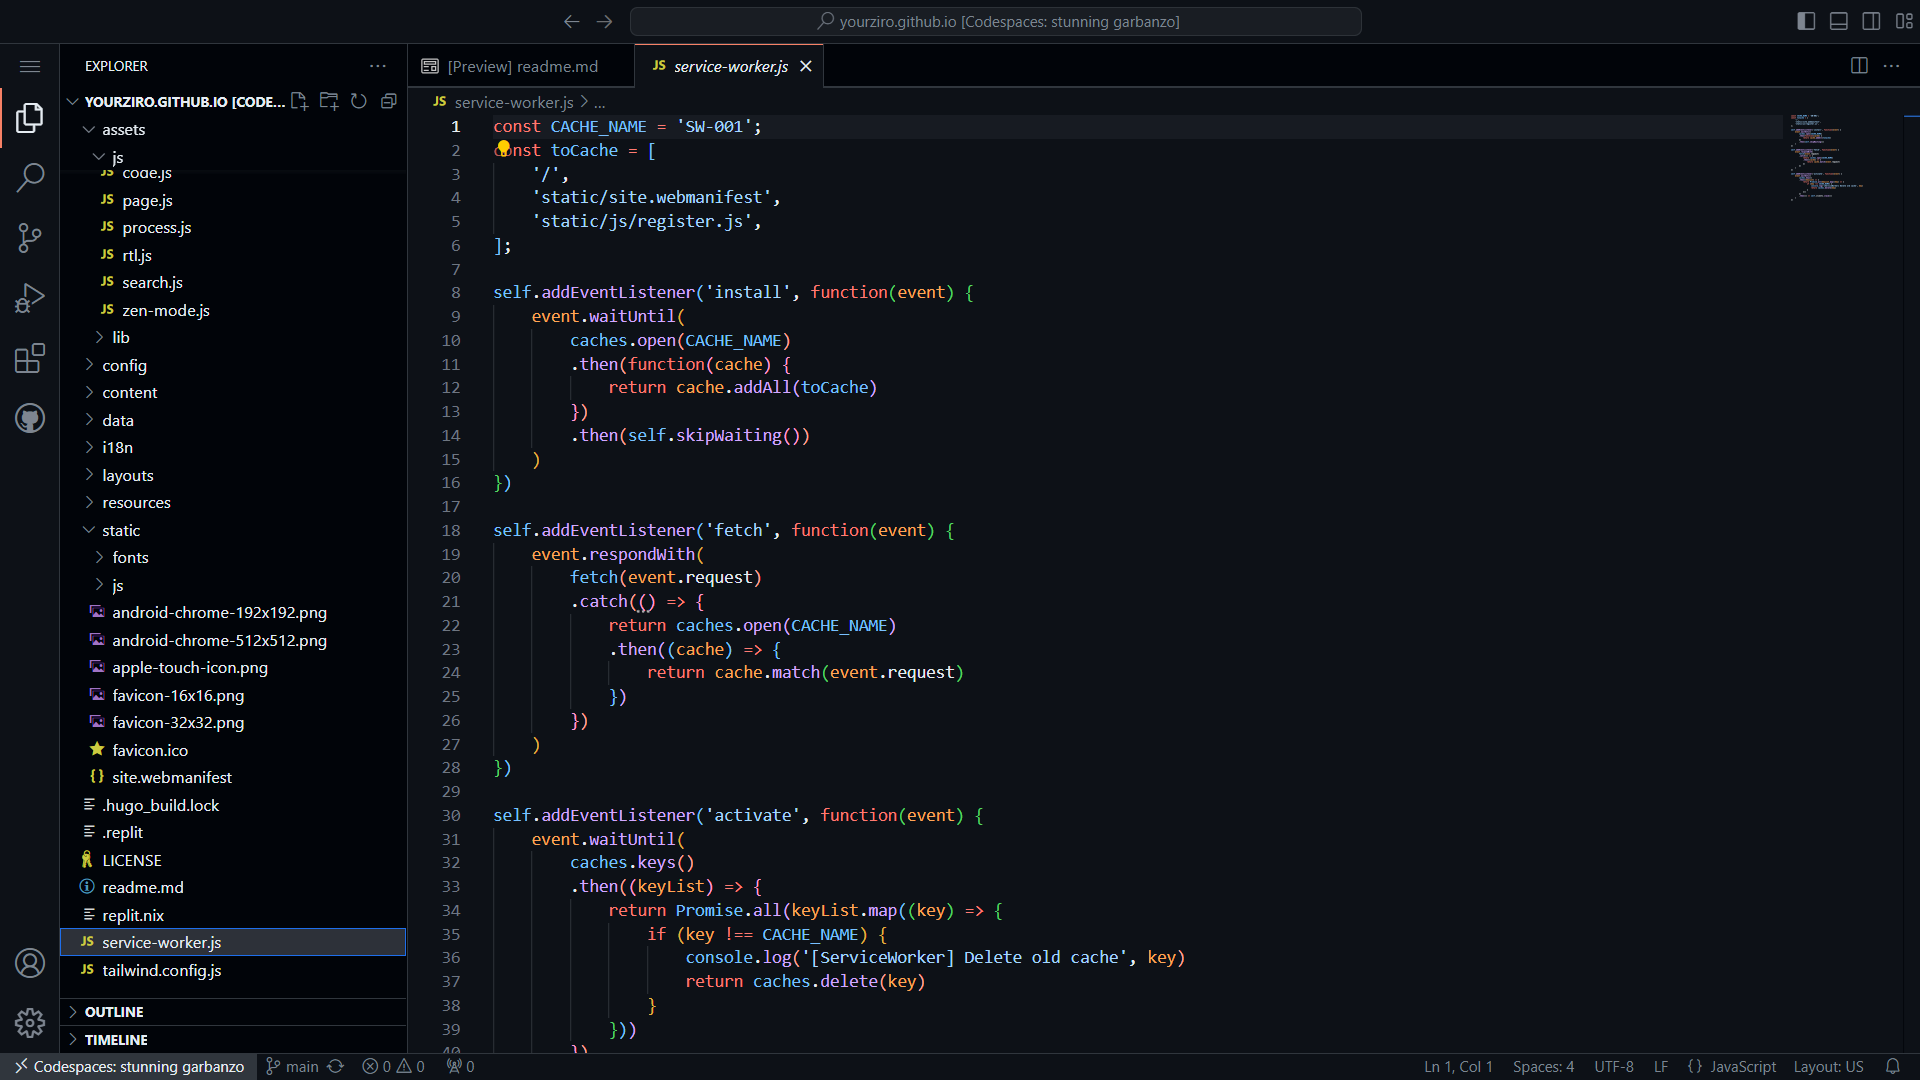 yourziro.github.io [Codespaces: stunning garbanzo]
EXPLORER
YOURZIRO.GITHUB.IO [CODE...
assets
js
code.js
page.js
process.js
rtl.js
search.js
zen-mode.js
lib
config
content
data
i18n
layouts
resources
static
fonts
js
android-chrome-192x192.png
android-chrome-512x512.png
apple-touch-icon.png
favicon-16x16.png
favicon-32x32.png
favicon.ico
site.webmanifest
.hugo_build.lock
.replit
LICENSE
readme.md
replit.nix
service-worker.js
tailwind.config.js
OUTLINE
TIMELINE
[Preview] readme.md
JS service-worker.js
JS service-worker.js > ...
1 const CACHE_NAME = 'SW-001';
2 const toCache = [
3 '/',
4 'static/site.webmanifest',
5 'static/js/register.js',
6 ];
7
8 self.addEventListener('install', function(event) {
9 event.waitUntil(
10 caches.open(CACHE_NAME)
11 .then(function(cache) {
12 return cache.addAll(toCache)
13 })
14 .then(self.skipWaiting())
15 )
16 })
17
18 self.addEventListener('fetch', function(event) {
19 event.respondWith(
20 fetch(event.request)
21 .catch(() => {
22 return caches.open(CACHE_NAME)
23 .then((cache) => {
24 return cache.match(event.request)
25 })
26 })
27 )
28 })
29
30 self.addEventListener('activate', function(event) {
31 event.waitUntil(
32 caches.keys()
33 .then((keyList) => {
34 return Promise.all(keyList.map((key) => {
35 if (key !== CACHE_NAME) {
36 console.log('[ServiceWorker] Delete old cache', key)
37 return caches.delete(key)
38 }
39 }))
40 })
Codespaces: stunning garbanzo main 0 0 0 Ln 1, Col 1 Spaces: 4 UTF-8 LF {} JavaScript Layout: US